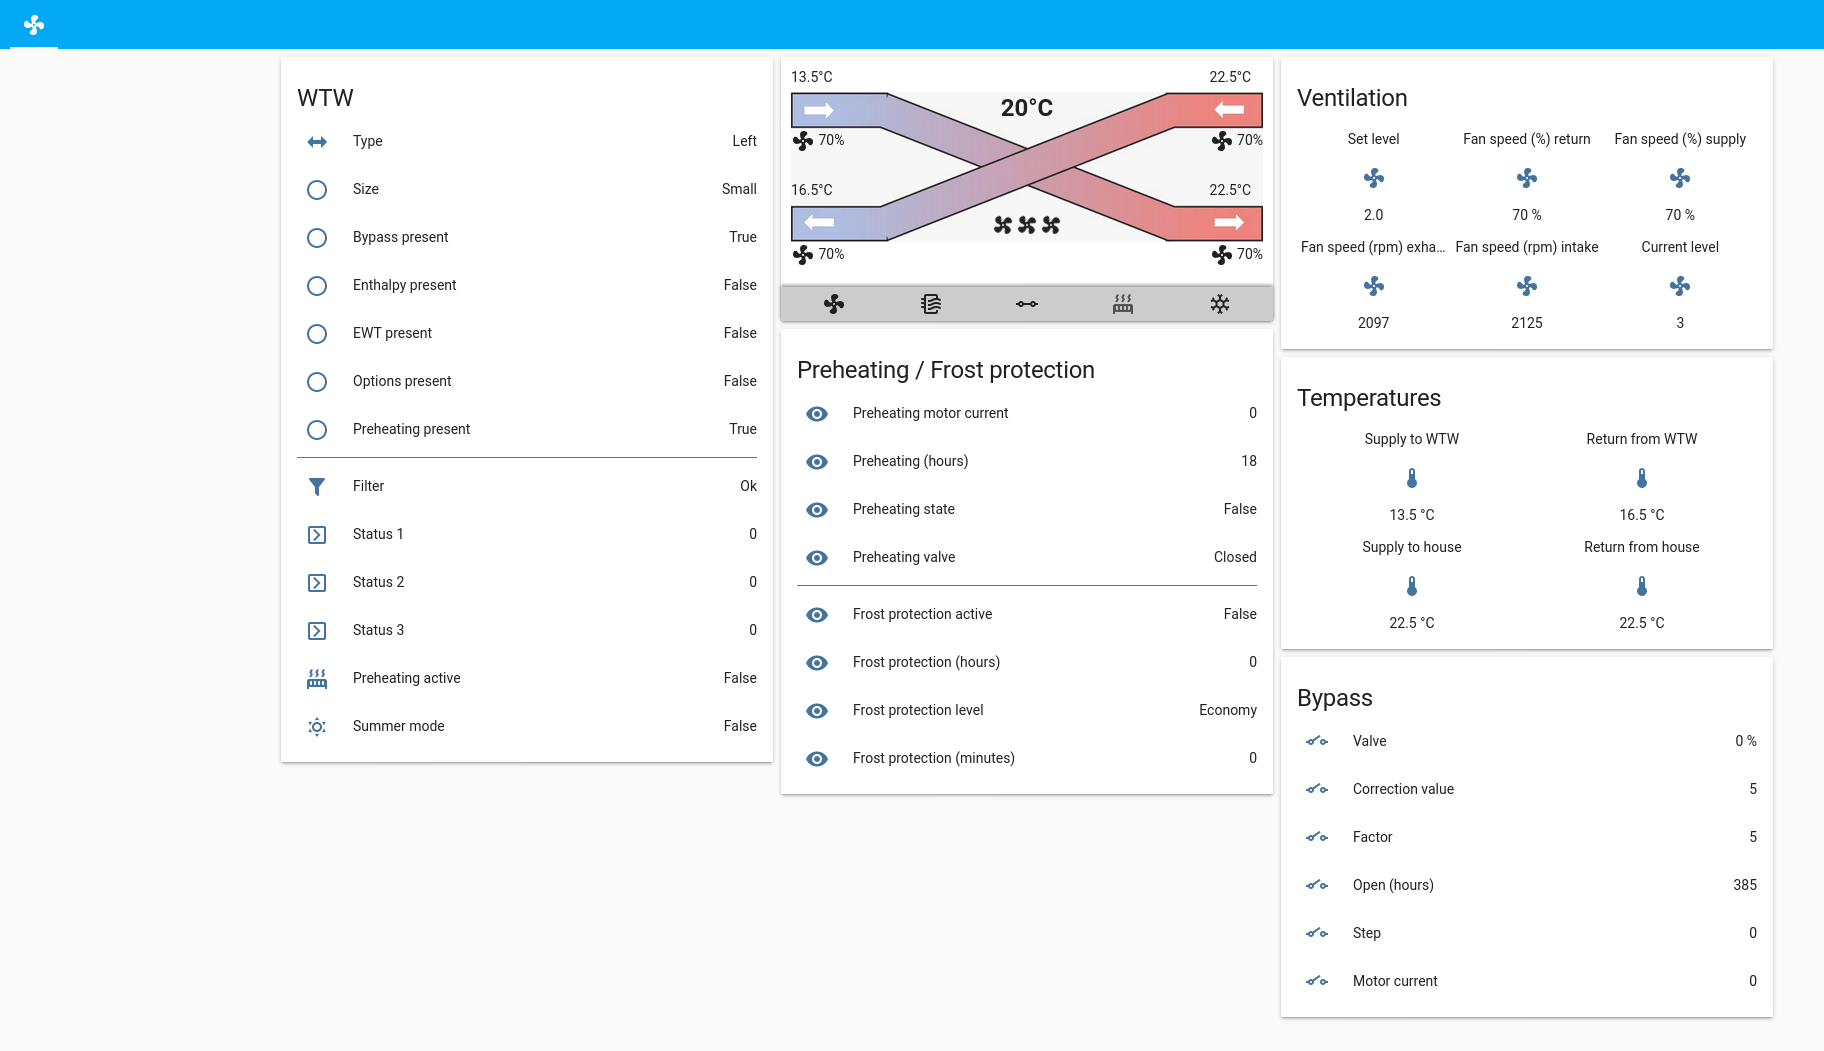 WTW
Type Left
Size Small
Bypass present True
Enthalpy present False
EWT present False
Options present False
Preheating present True
Filter Ok
Status 1 0
Status 2 0
Status 3 0
Preheating active False
Summer mode False
13.5°C 22.5°C
20°C
70% 70%
16.5°C 22.5°C
70% 70%
Preheating / Frost protection
Preheating motor current 0
Preheating (hours) 18
Preheating state False
Preheating valve Closed
Frost protection active False
Frost protection (hours) 0
Frost protection level Economy
Frost protection (minutes) 0
Ventilation
Set level Fan speed (%) return Fan speed (%) supply
2.0 70 % 70 %
Fan speed (rpm) exha... Fan speed (rpm) intake Current level
2097 2125 3
Temperatures
Supply to WTW Return from WTW
13.5 °C 16.5 °C
Supply to house Return from house
22.5 °C 22.5 °C
Bypass
Valve 0 %
Correction value 5
Factor 5
Open (hours) 385
Step 0
Motor current 0